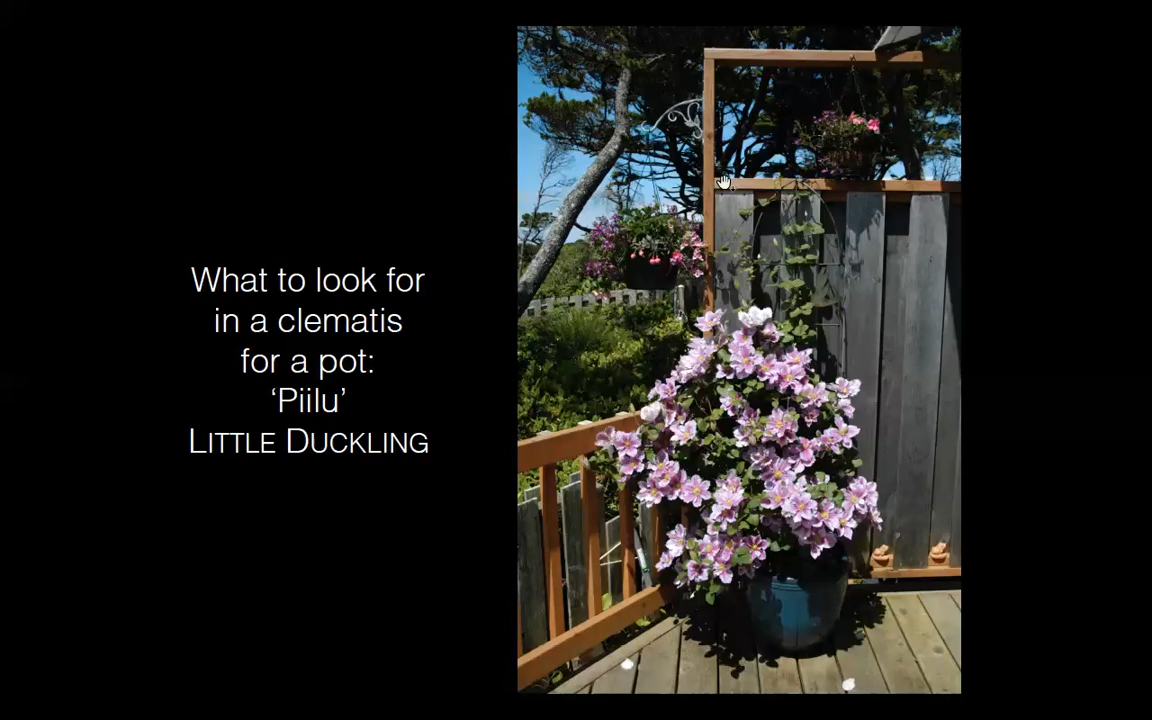 What to look for
in a clematis
for a pot:
‘Piilu’
LITTLE DUCKLING